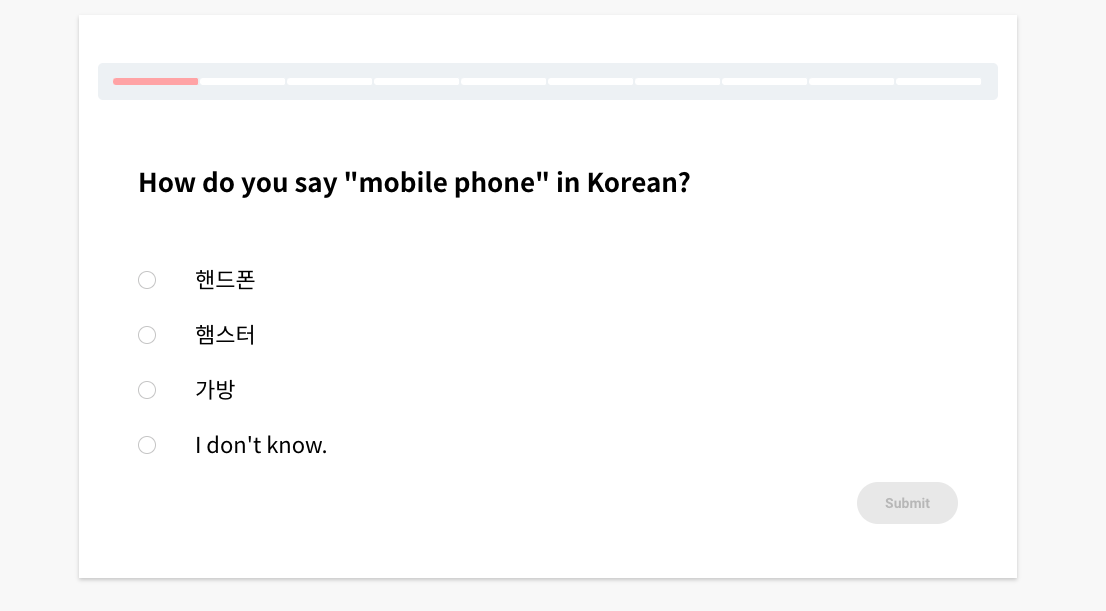 How do you say "mobile phone" in Korean?
핸드폰
햄스터
가방
I don't know.
Submit